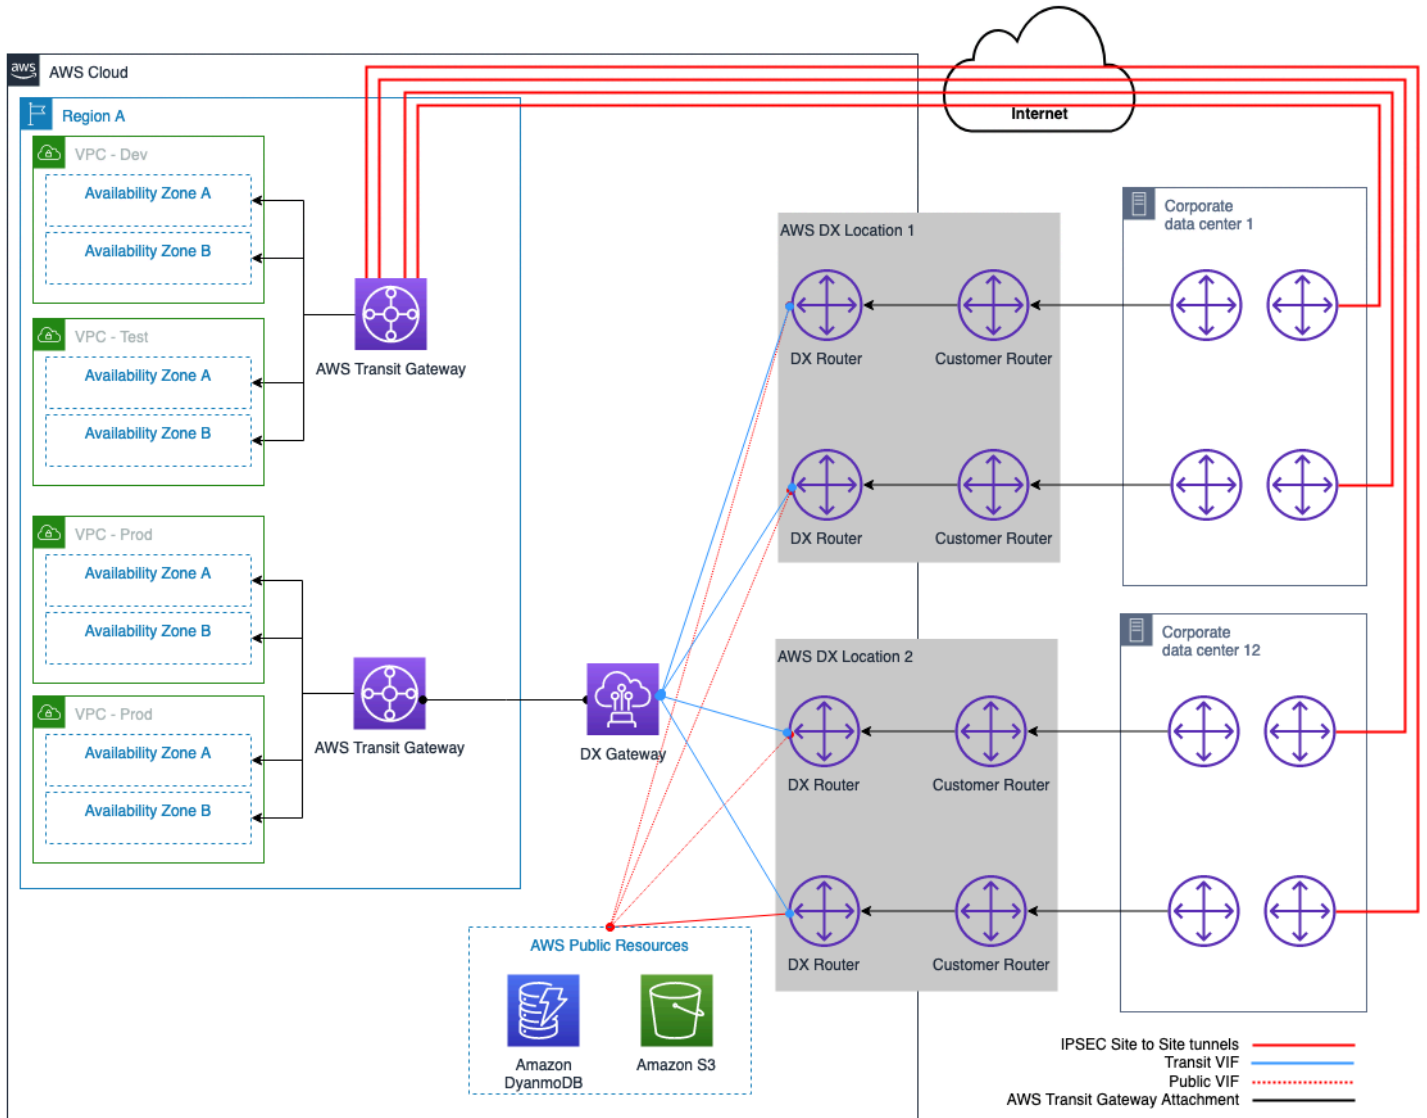 aws
AWS Cloud
Internet
Region A
VPC - Dev
Availability Zone A
Availability Zone B
VPC - Test
Availability Zone A
Availability Zone B
AWS Transit Gateway
VPC - Prod
Availability Zone A
Availability Zone B
VPC - Prod
Availability Zone A
Availability Zone B
AWS Transit Gateway
DX Gateway
AWS DX Location 1
DX Router
Customer Router
DX Router
Customer Router
Corporate
data center 1
AWS DX Location 2
DX Router
Customer Router
DX Router
Customer Router
Corporate
data center 12
AWS Public Resources
Amazon
DyanmoDB
Amazon S3
IPSEC Site to Site tunnels
Transit VIF
Public VIF
AWS Transit Gateway Attachment